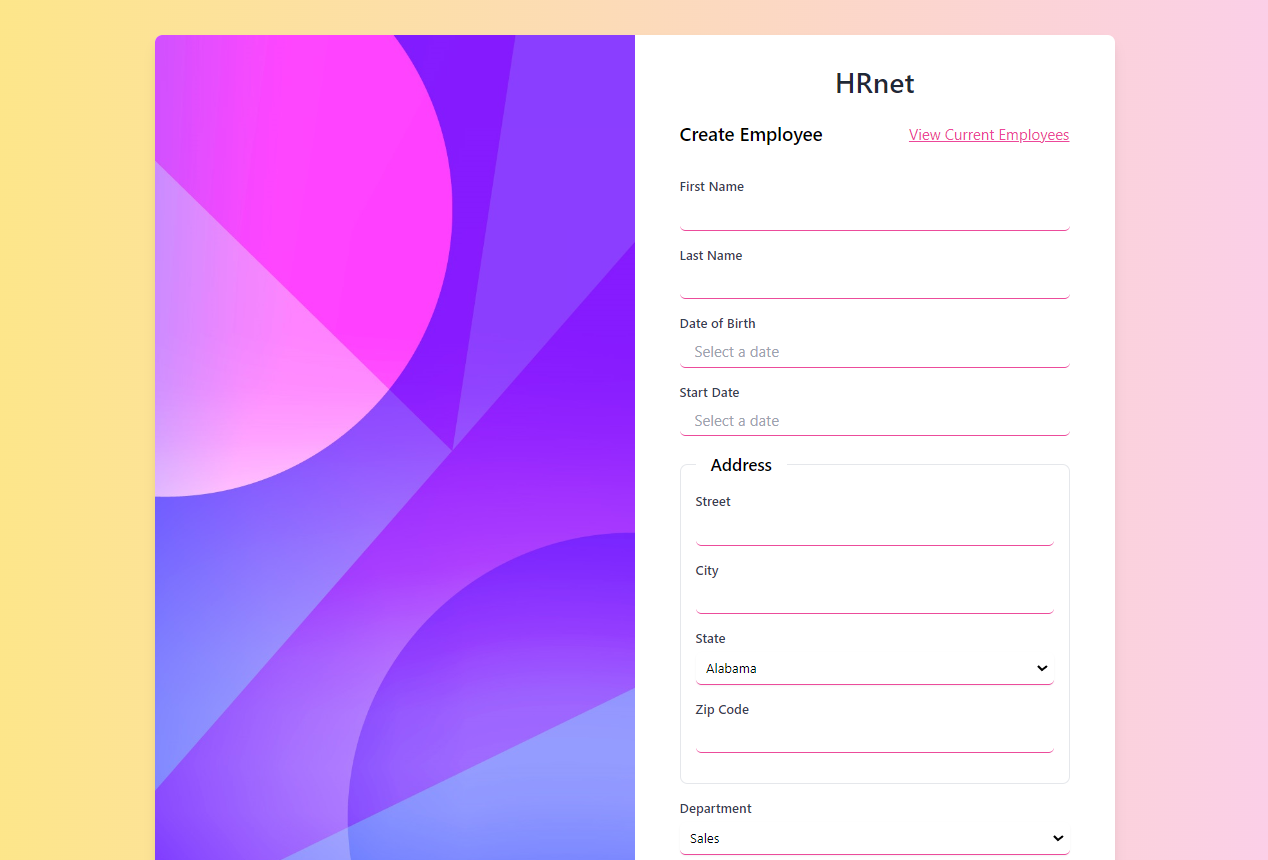 HRnet
Create Employee View Current Employees
First Name
Last Name
Date of Birth
Select a date
Start Date
Select a date
Address
Street
City
State
Alabama
Zip Code
Department
Sales